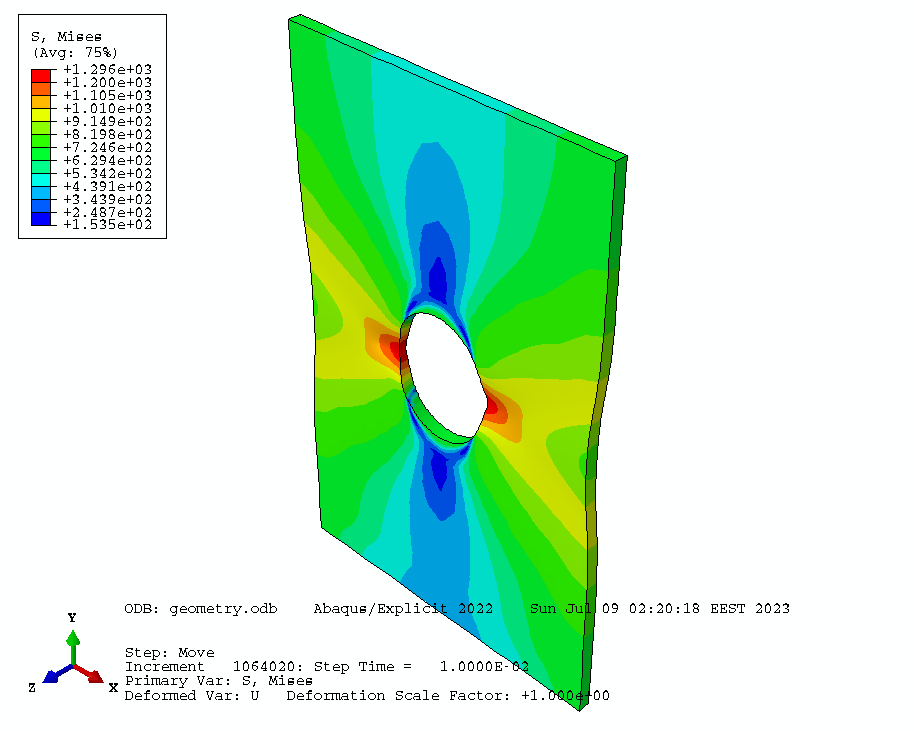 S, Mises
(Avg: 75%)
+1.296e+03
+1.200e+03
+1.105e+03
+1.010e+03
+9.149e+02
+8.198e+02
+7.246e+02
+6.294e+02
+5.342e+02
+4.391e+02
+3.439e+02
+2.487e+02
+1.535e+02
ODB: geometry.odb    Abaqus/Explicit 2022    Sun Jul 09 02:20:18 EEST 2023
Y
Z
X
Step: Move
Increment   1064020: Step Time =   1.0000E-02
Primary Var: S, Mises
Deformed Var: U   Deformation Scale Factor: +1.000e+00